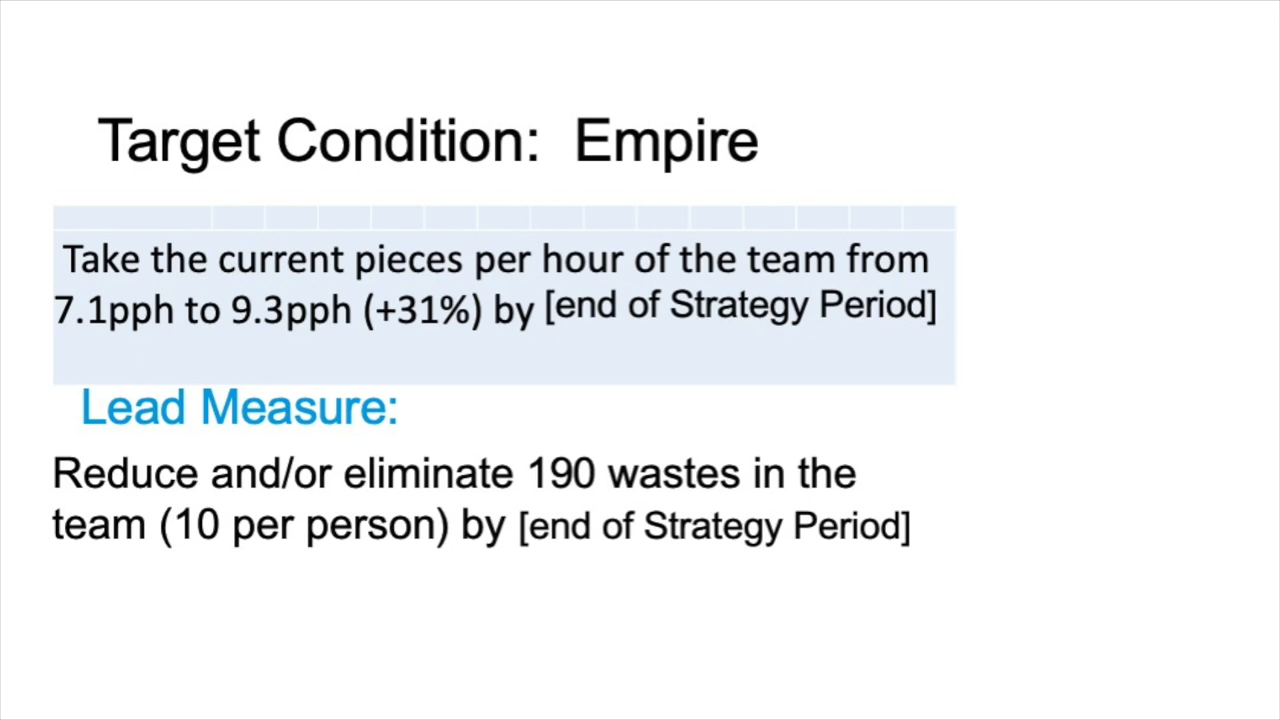 Target Condition:  Empire
Take the current pieces per hour of the team from
7.1pph to 9.3pph (+31%) by [end of Strategy Period]
Lead Measure:
Reduce and/or eliminate 190 wastes in the
team (10 per person) by [end of Strategy Period]